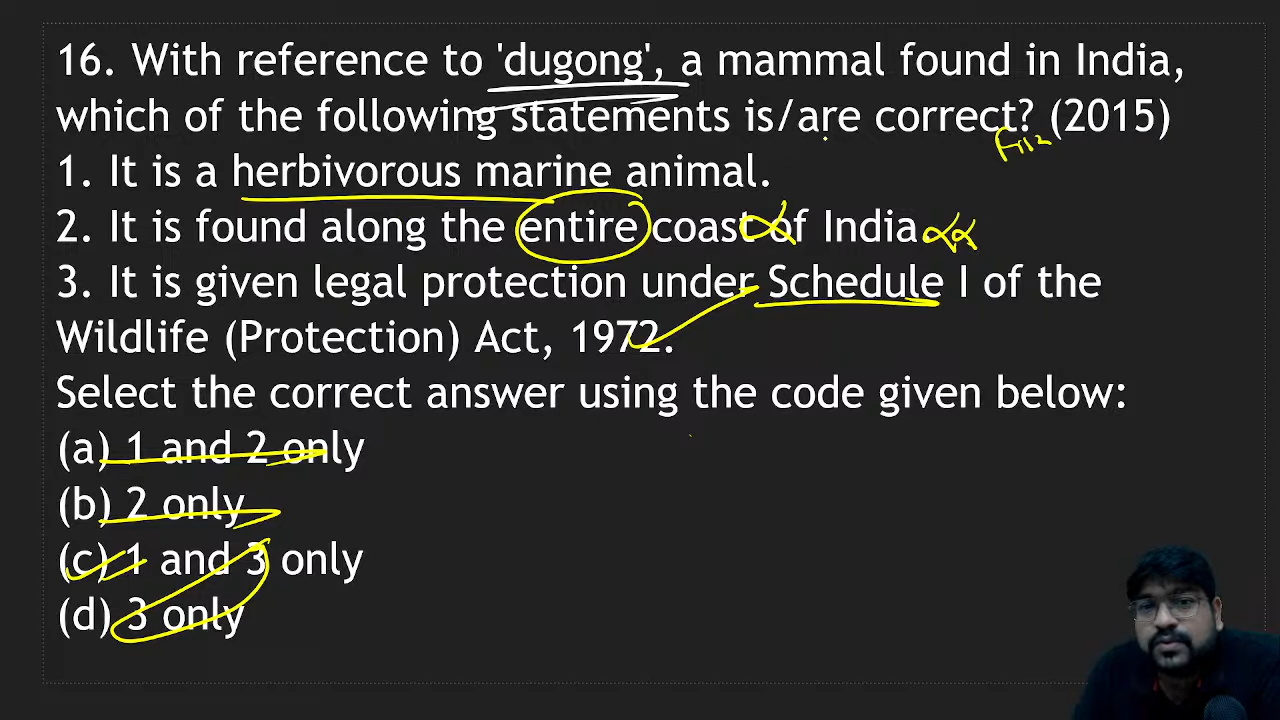 16. With reference to 'dugong', a mammal found in India,
which of the following statements is/are correct? (2015)
1. It is a herbivorous marine animal.
2. It is found along the entire coast of India
3. It is given legal protection under Schedule I of the
Wildlife (Protection) Act, 1972.
Select the correct answer using the code given below:
(a) 1 and 2 only
(b) 2 only
(c) 1 and 3 only
(d) 3 only